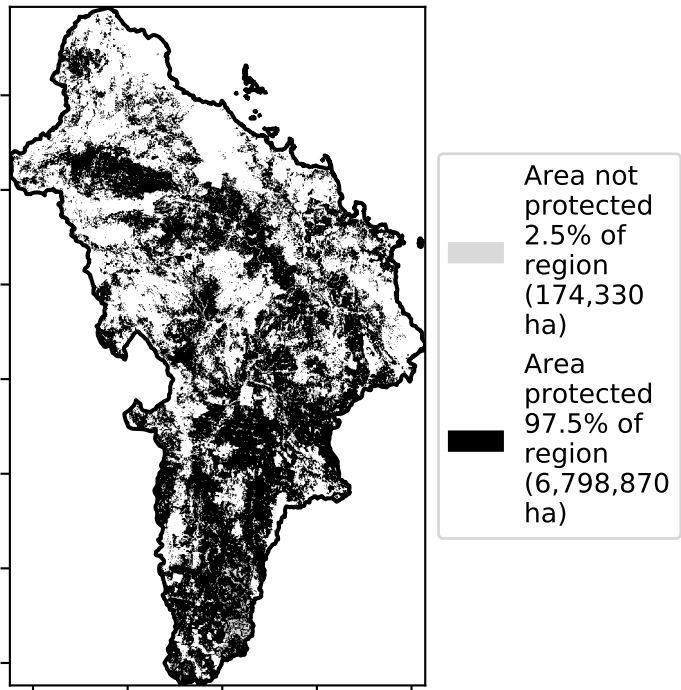 Area not
protected
2.5% of
region
(174,330
ha)
Area
protected
97.5% of
region
(6,798,870
ha)